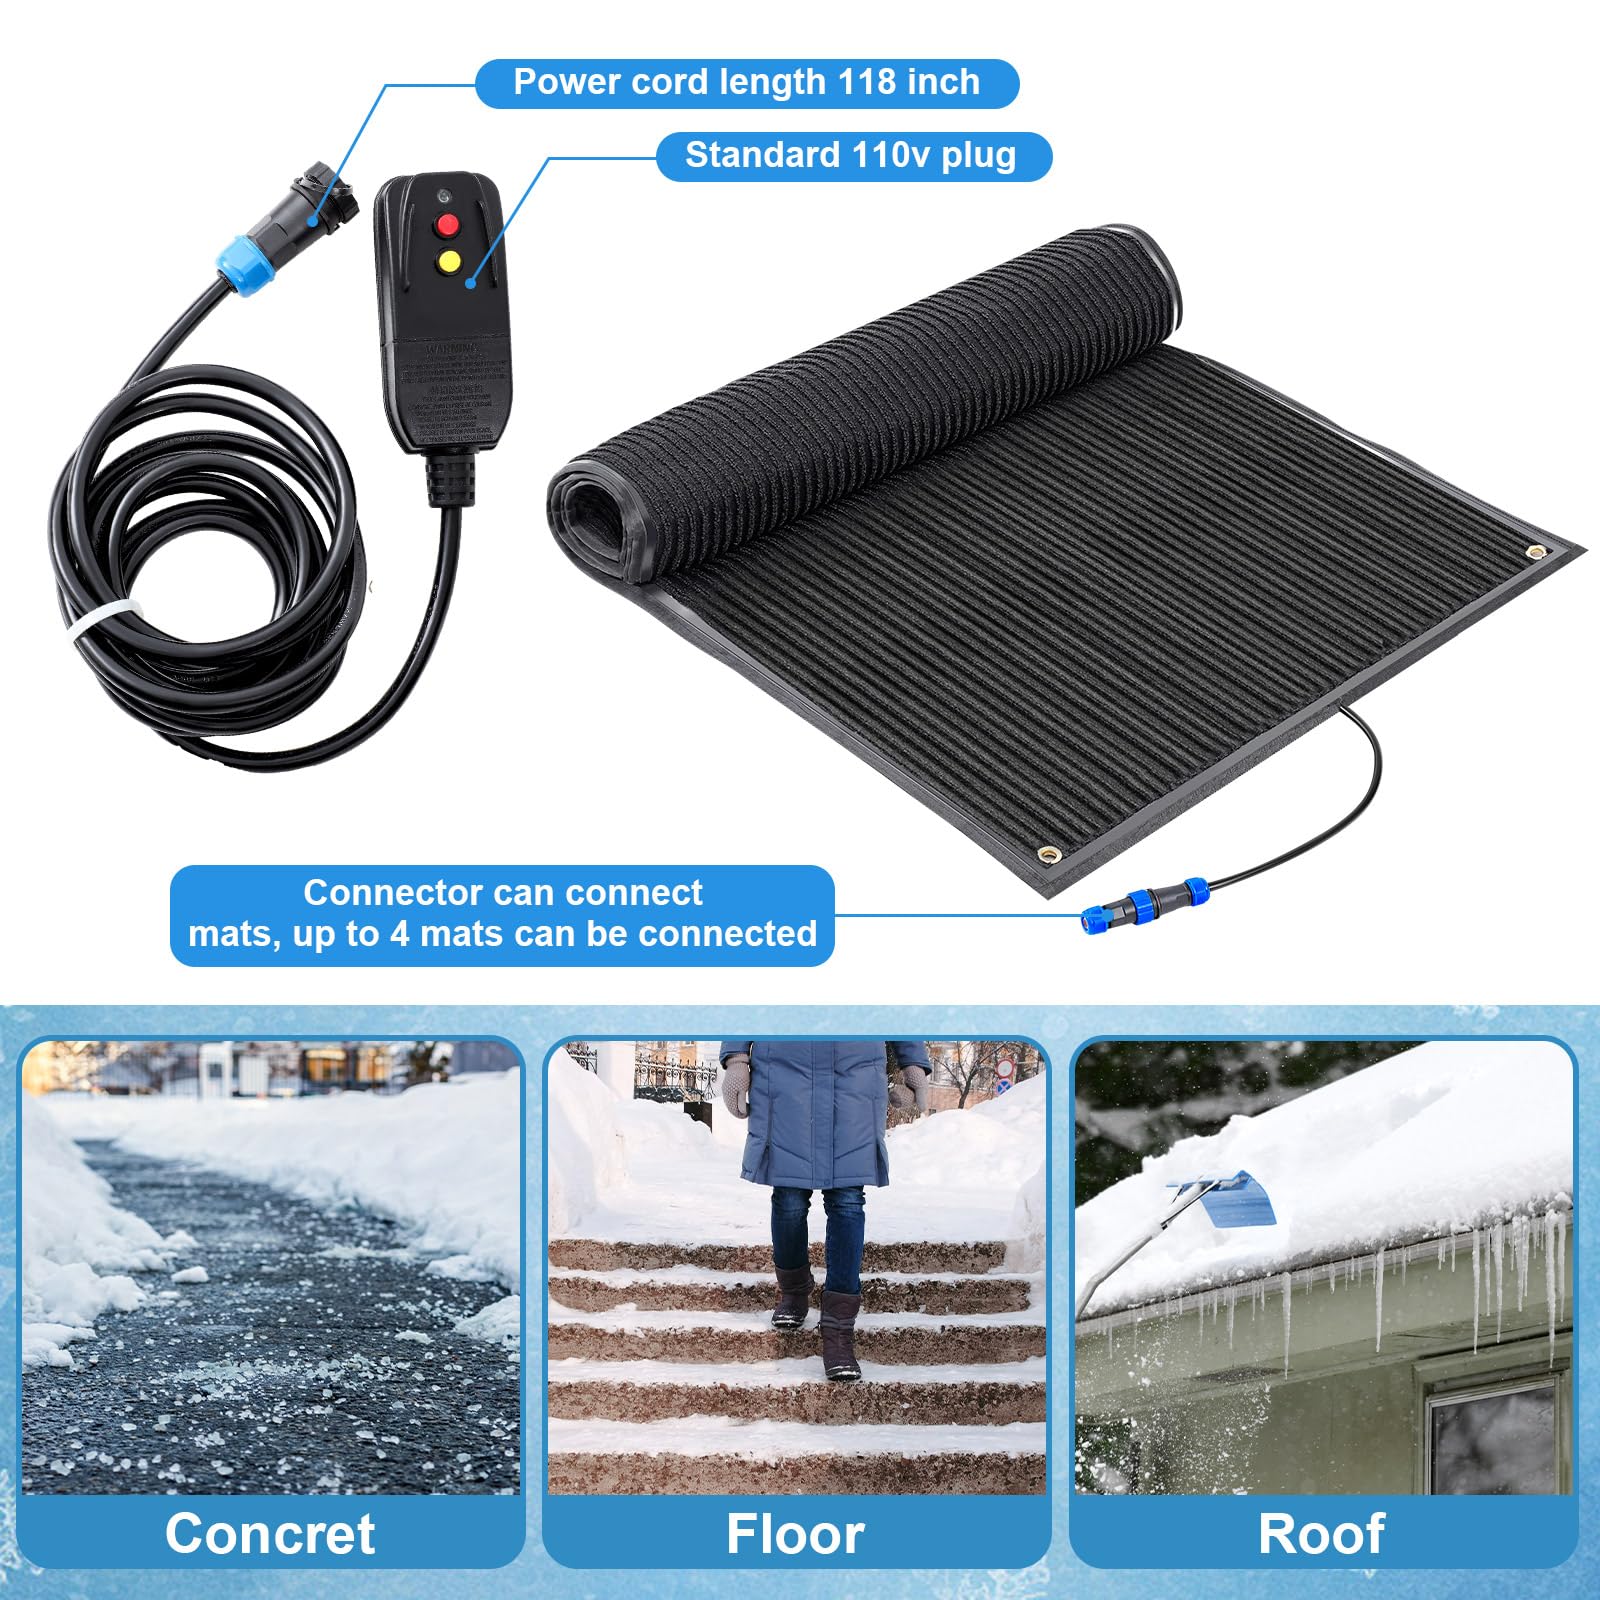 Power cord length 118 inch
Standard 110v plug
WARNING
Connector can connect
mats, up to 4 mats can be connected
Concret
Floor
Roof